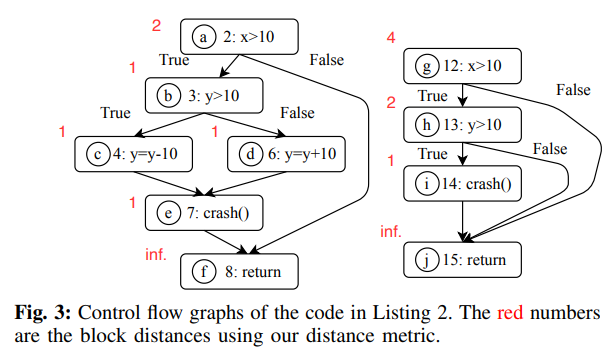 2
a 2: x>10
True
False
1
b 3: y>10
True
False
1
c 4: y=y-10
1
d 6: y=y+10
1
e 7: crash()
inf.
f 8: return
4
g 12: x>10
True
False
2
h 13: y>10
True
False
1
i 14: crash()
inf.
j 15: return
Fig. 3: Control flow graphs of the code in Listing 2. The red numbers
are the block distances using our distance metric.